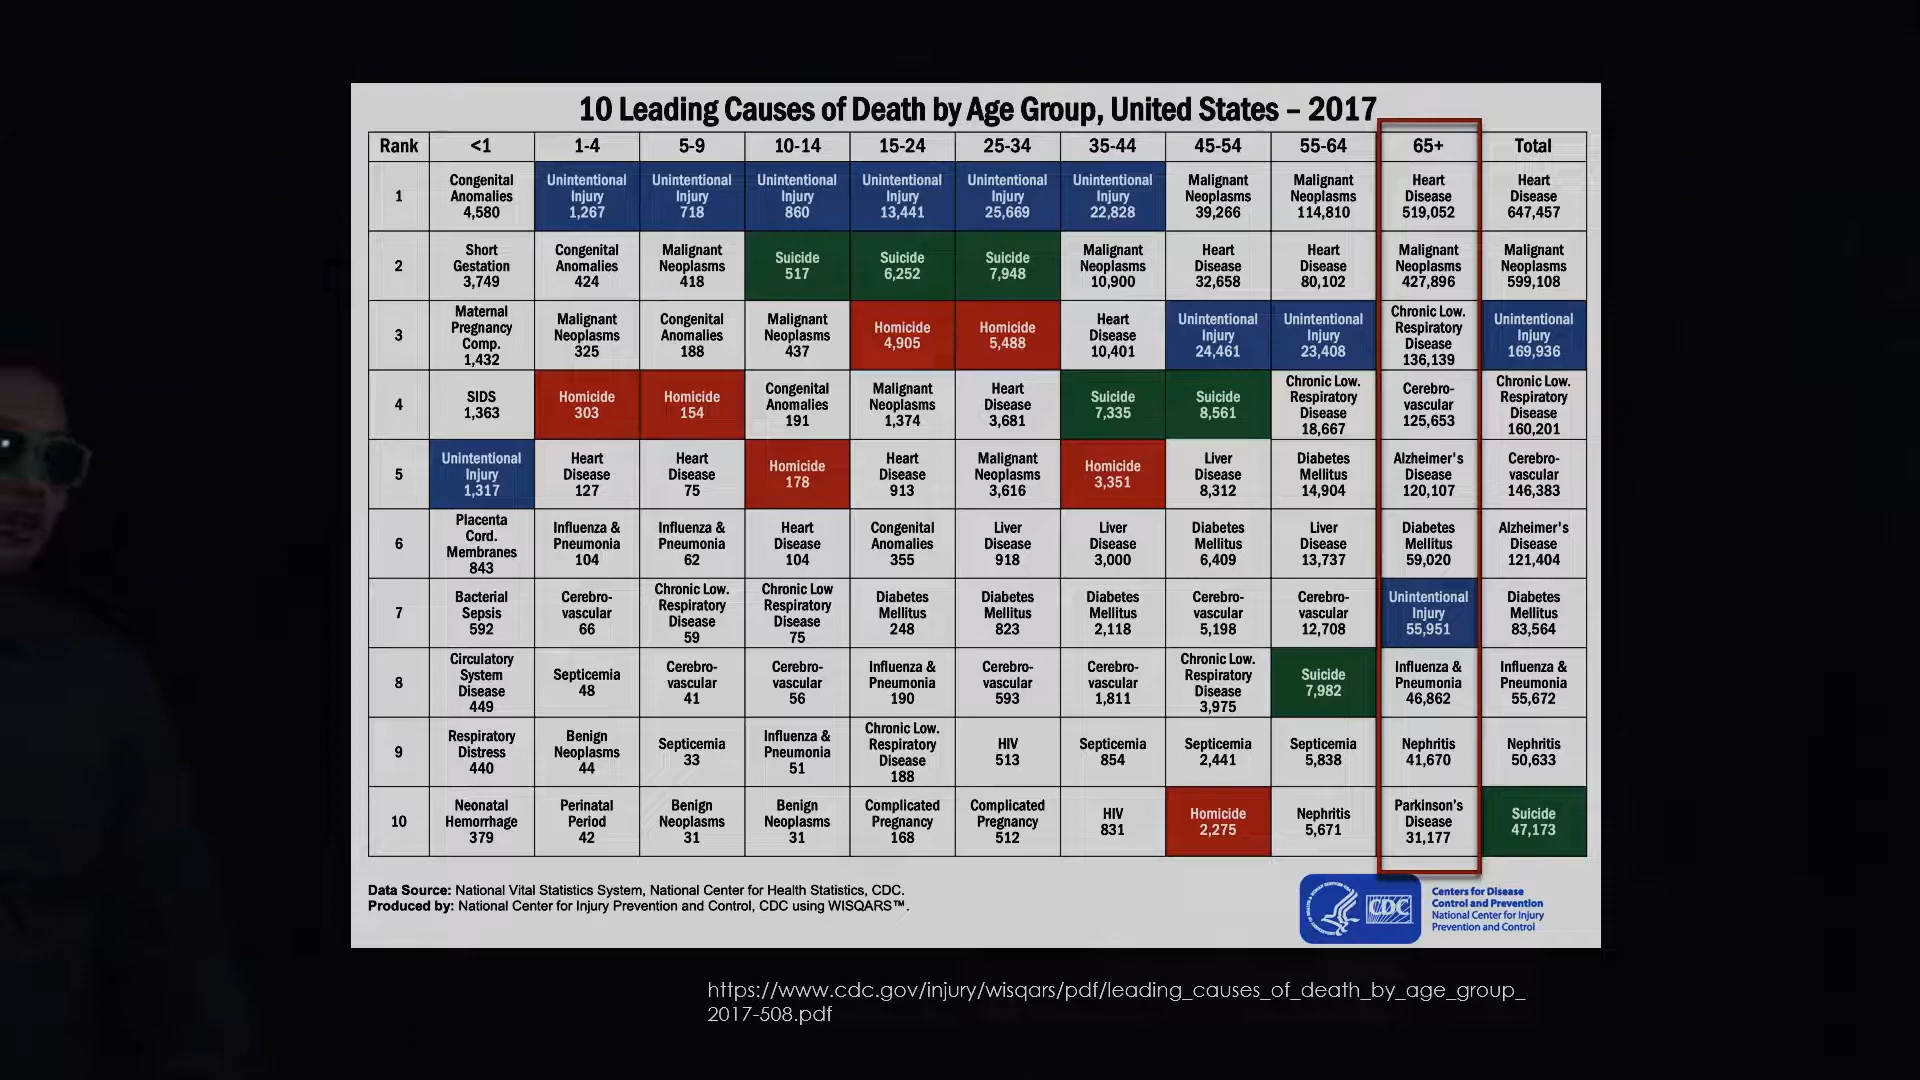 10 Leading Causes of Death by Age Group, United States – 2017
Rank <1 1-4 5-9 10-14 15-24 25-34 35-44 45-54 55-64 65+ Total
1 Congenital Anomalies 4,580 Unintentional Injury 1,267 Unintentional Injury 718 Unintentional Injury 860 Unintentional Injury 13,441 Unintentional Injury 25,669 Unintentional Injury 22,828 Malignant Neoplasms 39,266 Malignant Neoplasms 114,810 Heart Disease 519,052 Heart Disease 647,457
2 Short Gestation 3,749 Congenital Anomalies 424 Malignant Neoplasms 418 Suicide 517 Suicide 6,252 Suicide 7,948 Malignant Neoplasms 10,900 Heart Disease 32,658 Heart Disease 80,102 Malignant Neoplasms 427,896 Malignant Neoplasms 599,108
3 Maternal Pregnancy Comp. 1,432 Malignant Neoplasms 325 Congenital Anomalies 188 Malignant Neoplasms 437 Homicide 4,905 Homicide 5,488 Heart Disease 10,401 Unintentional Injury 24,461 Unintentional Injury 23,408 Chronic Low. Respiratory Disease 136,139 Unintentional Injury 169,936
4 SIDS 1,363 Homicide 303 Homicide 154 Congenital Anomalies 191 Malignant Neoplasms 1,374 Heart Disease 3,681 Suicide 7,335 Suicide 8,561 Chronic Low. Respiratory Disease 18,667 Cerebro-vascular 125,653 Chronic Low. Respiratory Disease 160,201
5 Unintentional Injury 1,317 Heart Disease 127 Heart Disease 75 Homicide 178 Heart Disease 913 Malignant Neoplasms 3,616 Homicide 3,351 Liver Disease 8,312 Diabetes Mellitus 14,904 Alzheimer's Disease 120,107 Cerebro-vascular 146,383
6 Placenta Cord. Membranes 843 Influenza & Pneumonia 104 Influenza & Pneumonia 62 Heart Disease 104 Congenital Anomalies 355 Liver Disease 918 Liver Disease 3,000 Diabetes Mellitus 6,409 Liver Disease 13,737 Diabetes Mellitus 59,020 Alzheimer's Disease 121,404
7 Bacterial Sepsis 592 Cerebro-vascular 66 Chronic Low. Respiratory Disease 59 Chronic Low Respiratory Disease 75 Diabetes Mellitus 248 Diabetes Mellitus 823 Diabetes Mellitus 2,118 Cerebro-vascular 5,198 Cerebro-vascular 12,708 Unintentional Injury 55,951 Diabetes Mellitus 83,564
8 Circulatory System Disease 449 Septicemia 48 Cerebro-vascular 41 Cerebro-vascular 56 Influenza & Pneumonia 190 Cerebro-vascular 593 Cerebro-vascular 1,811 Chronic Low. Respiratory Disease 3,975 Suicide 7,982 Influenza & Pneumonia 46,862 Influenza & Pneumonia 55,672
9 Respiratory Distress 440 Benign Neoplasms 44 Septicemia 33 Influenza & Pneumonia 51 Chronic Low. Respiratory Disease 188 HIV 513 Septicemia 854 Septicemia 2,441 Septicemia 5,838 Nephritis 41,670 Nephritis 50,633
10 Neonatal Hemorrhage 379 Perinatal Period 42 Benign Neoplasms 31 Benign Neoplasms 31 Complicated Pregnancy 168 Complicated Pregnancy 512 HIV 831 Homicide 2,275 Nephritis 5,671 Parkinson's Disease 31,177 Suicide 47,173
Data Source: National Vital Statistics System, National Center for Health Statistics, CDC.
Produced by: National Center for Injury Prevention and Control, CDC using WISQARS™.
CDC
Centers for Disease
Control and Prevention
National Center for Injury
Prevention and Control
https://www.cdc.gov/injury/wisqars/pdf/leading_causes_of_death_by_age_group_
2017-508.pdf